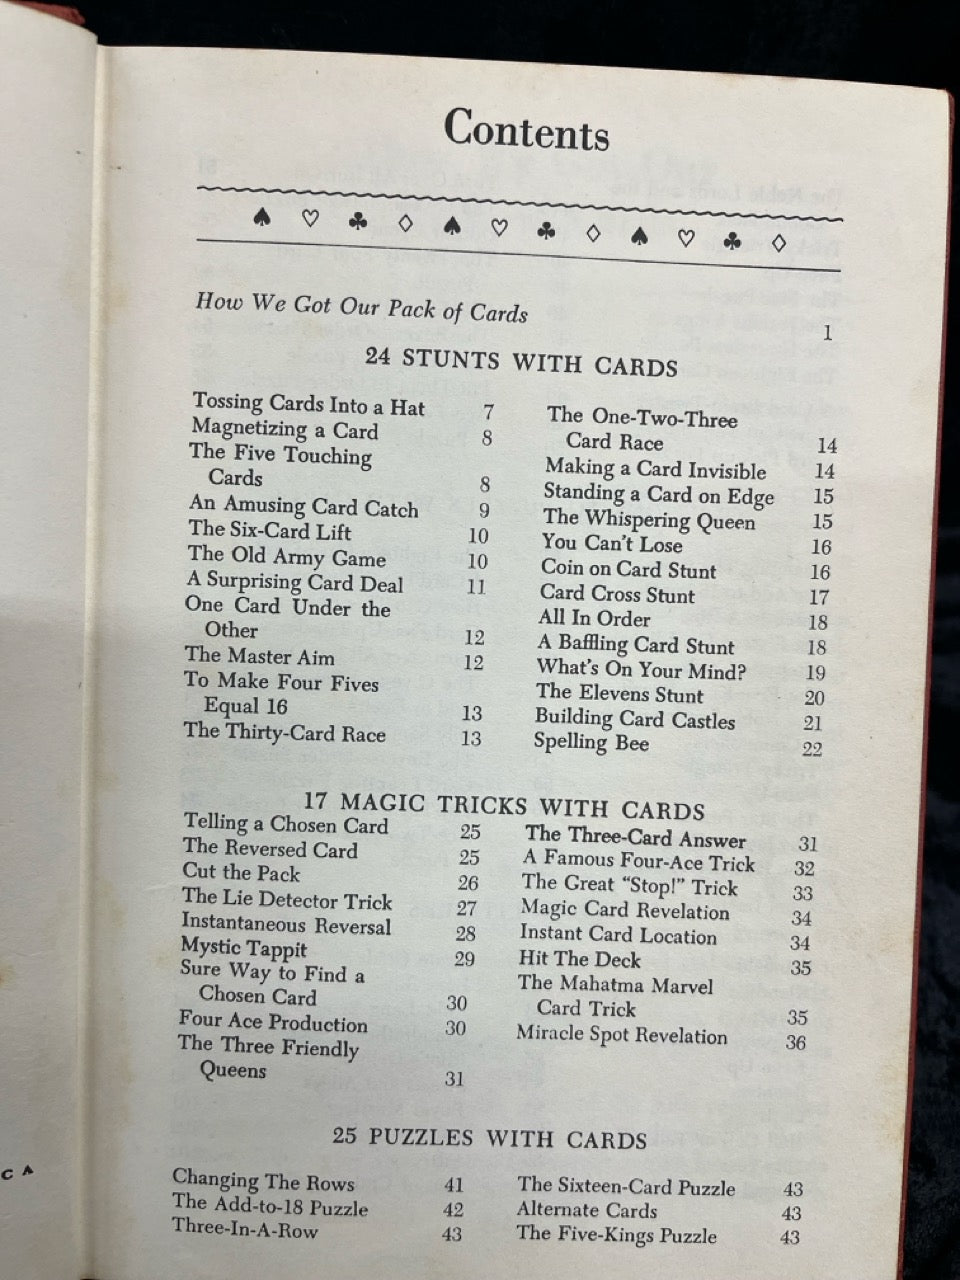 Contents
How We Got Our Pack of Cards 1
24 STUNTS WITH CARDS
Tossing Cards Into a Hat 7
Magnetizing a Card 8
The Five Touching
Cards 8
An Amusing Card Catch 9
The Six-Card Lift 10
The Old Army Game 10
A Surprising Card Deal 11
One Card Under the
Other 12
The Master Aim 12
To Make Four Fives
Equal 16 13
The Thirty-Card Race 13
The One-Two-Three
Card Race 14
Making a Card Invisible 14
Standing a Card on Edge 15
The Whispering Queen 15
You Can't Lose 16
Coin on Card Stunt 16
Card Cross Stunt 17
All In Order 18
A Baffling Card Stunt 18
What's On Your Mind? 19
The Elevens Stunt 20
Building Card Castles 21
Spelling Bee 22
17 MAGIC TRICKS WITH CARDS
Telling a Chosen Card 25
The Reversed Card 25
Cut the Pack 26
The Lie Detector Trick 27
Instantaneous Reversal 28
Mystic Tappit 29
Sure Way to Find a
Chosen Card 30
Four Ace Production 30
The Three Friendly
Queens 31
The Three-Card Answer 31
A Famous Four-Ace Trick 32
The Great "Stop!" Trick 33
Magic Card Revelation 34
Instant Card Location 34
Hit The Deck 35
The Mahatma Marvel
Card Trick 35
Miracle Spot Revelation 36
25 PUZZLES WITH CARDS
Changing The Rows 41
The Add-to-18 Puzzle 42
Three-In-A-Row 43
The Sixteen-Card Puzzle 43
Alternate Cards 43
The Five-Kings Puzzle 43
C A